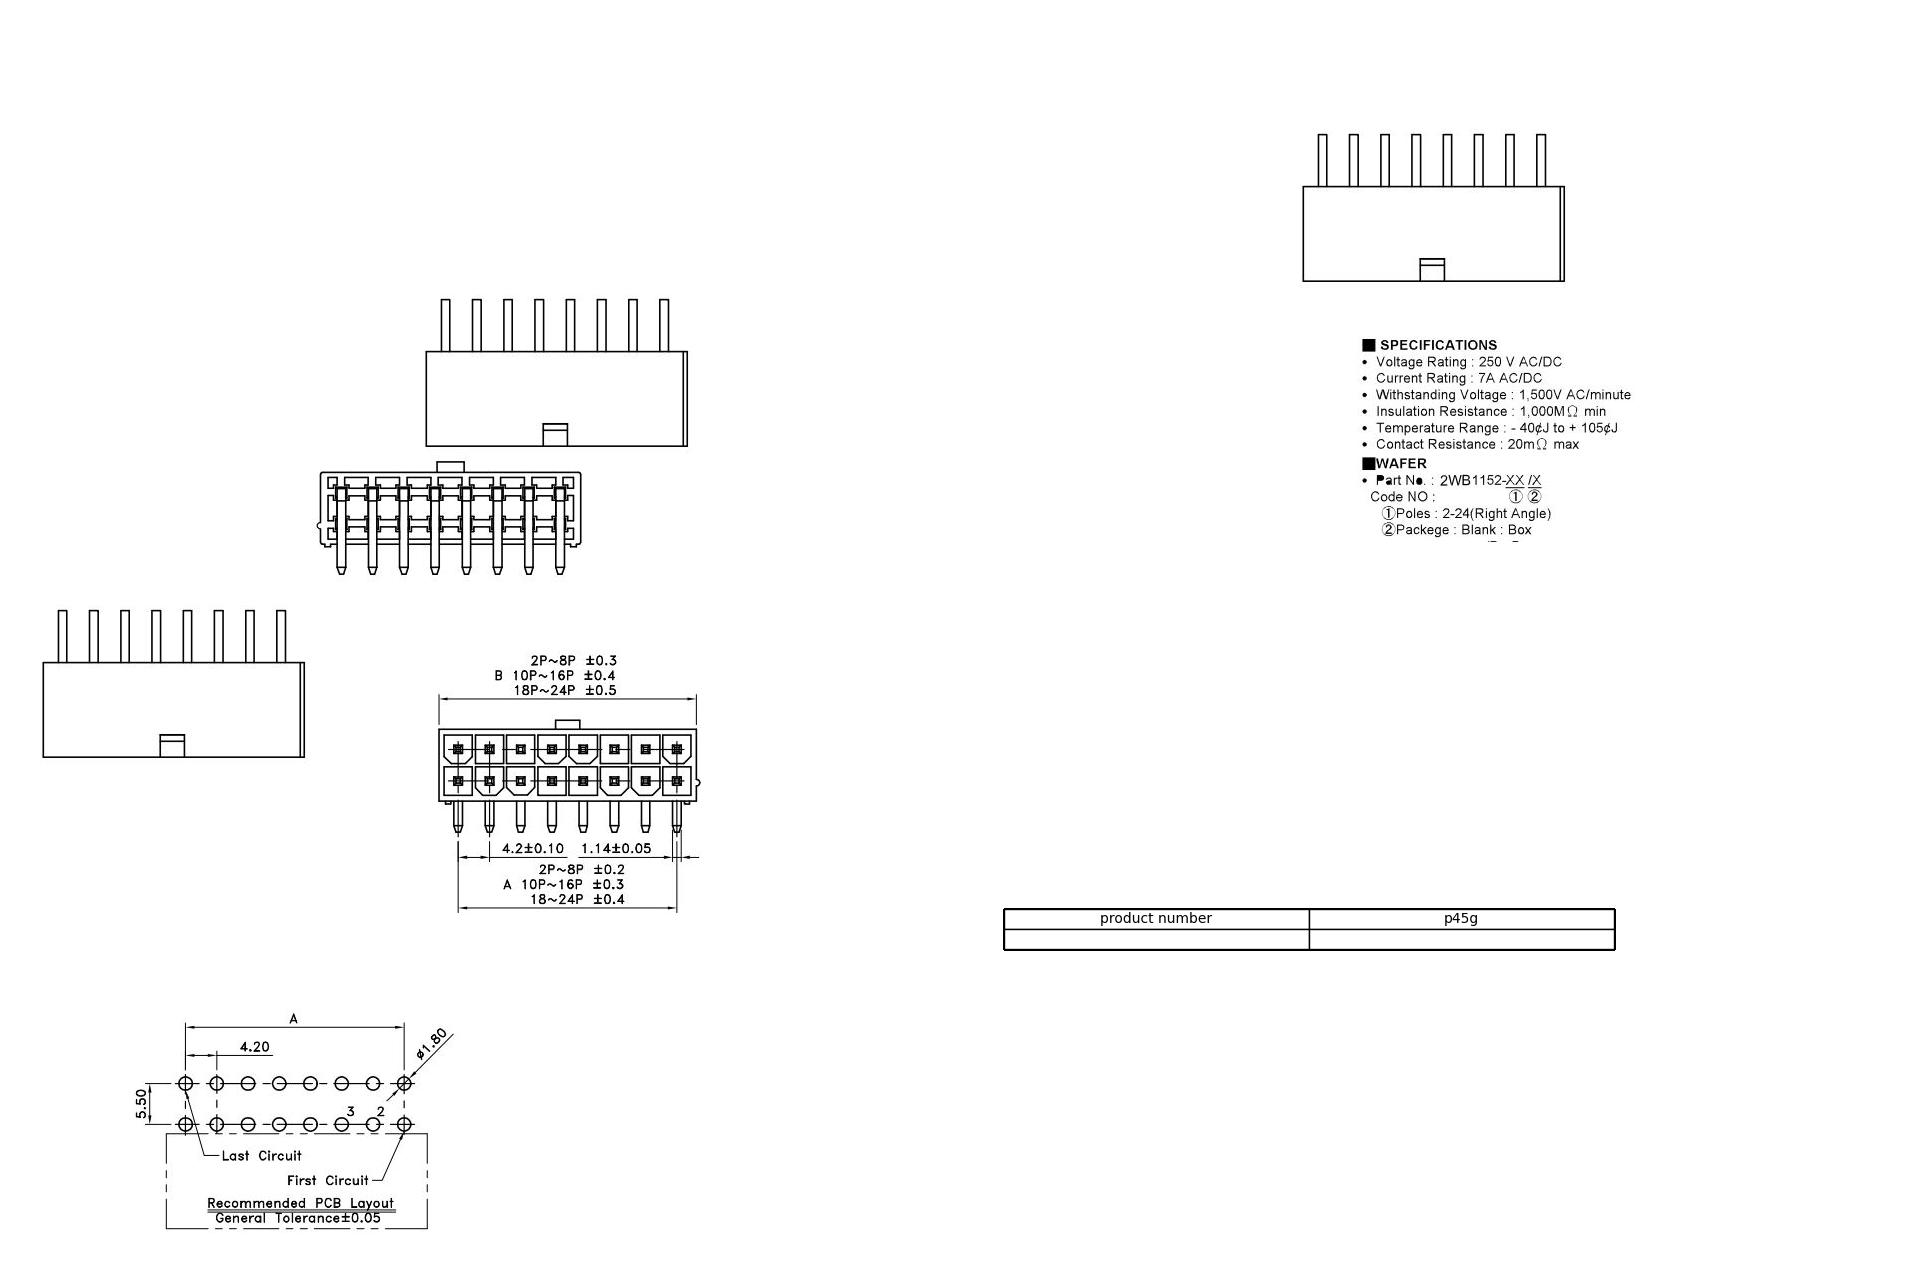 ■ SPECIFICATIONS
• Voltage Rating : 250 V AC/DC
• Current Rating : 7A AC/DC
• Withstanding Voltage : 1,500V AC/minute
• Insulation Resistance : 1,000MΩ min
• Temperature Range : - 40¢J to + 105¢J
• Contact Resistance : 20mΩ max
■WAFER
• Part No. : 2WB1152-XX /X
Code NO : ① ②
①Poles : 2-24(Right Angle)
②Packege : Blank : Box
2P~8P ±0.3
B 10P~16P ±0.4
18P~24P ±0.5
4.2±0.10 1.14±0.05
2P~8P ±0.2
A 10P~16P ±0.3
18~24P ±0.4
product number p45g
A
4.20
ø1.80
5.50
3 2
Last Circuit
First Circuit
Recommended PCB Layout
General Tolerance±0.05